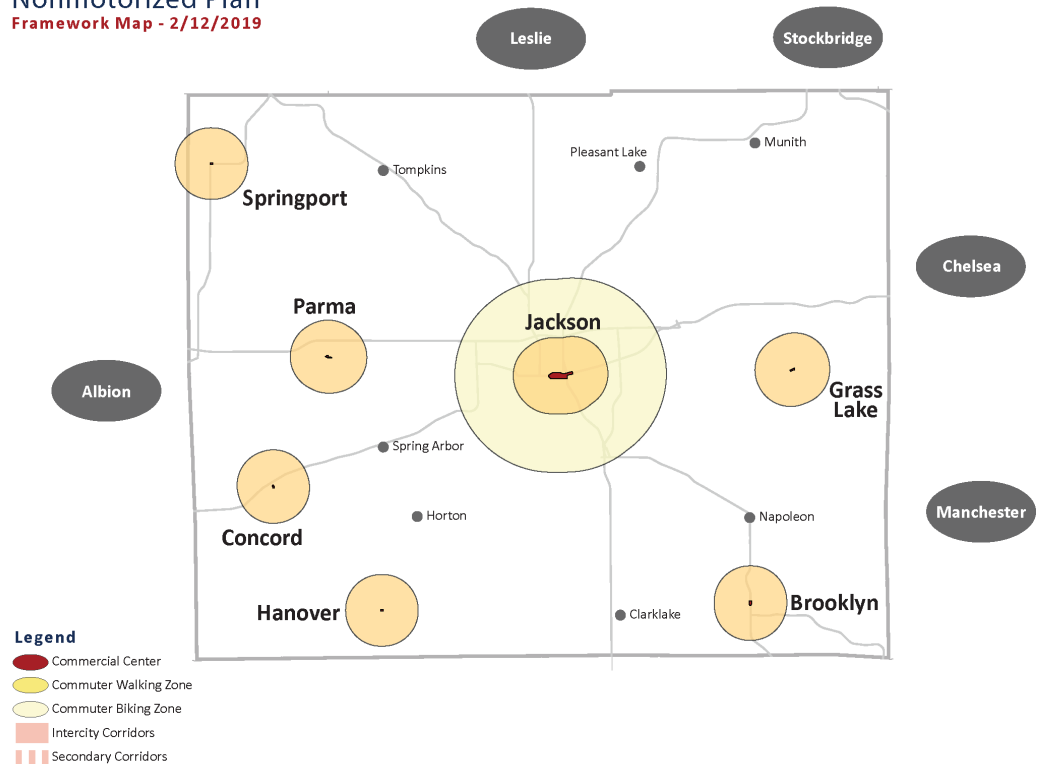 Nonmotorized Plan
Framework Map - 2/12/2019
Leslie
Stockbridge
Munith
Pleasant Lake
Tompkins
Springport
Chelsea
Parma
Jackson
Albion
Grass
Lake
Spring Arbor
Concord
Horton
Napoleon
Manchester
Hanover
Clarklake
Brooklyn
Legend
Commercial Center
Commuter Walking Zone
Commuter Biking Zone
Intercity Corridors
Secondary Corridors